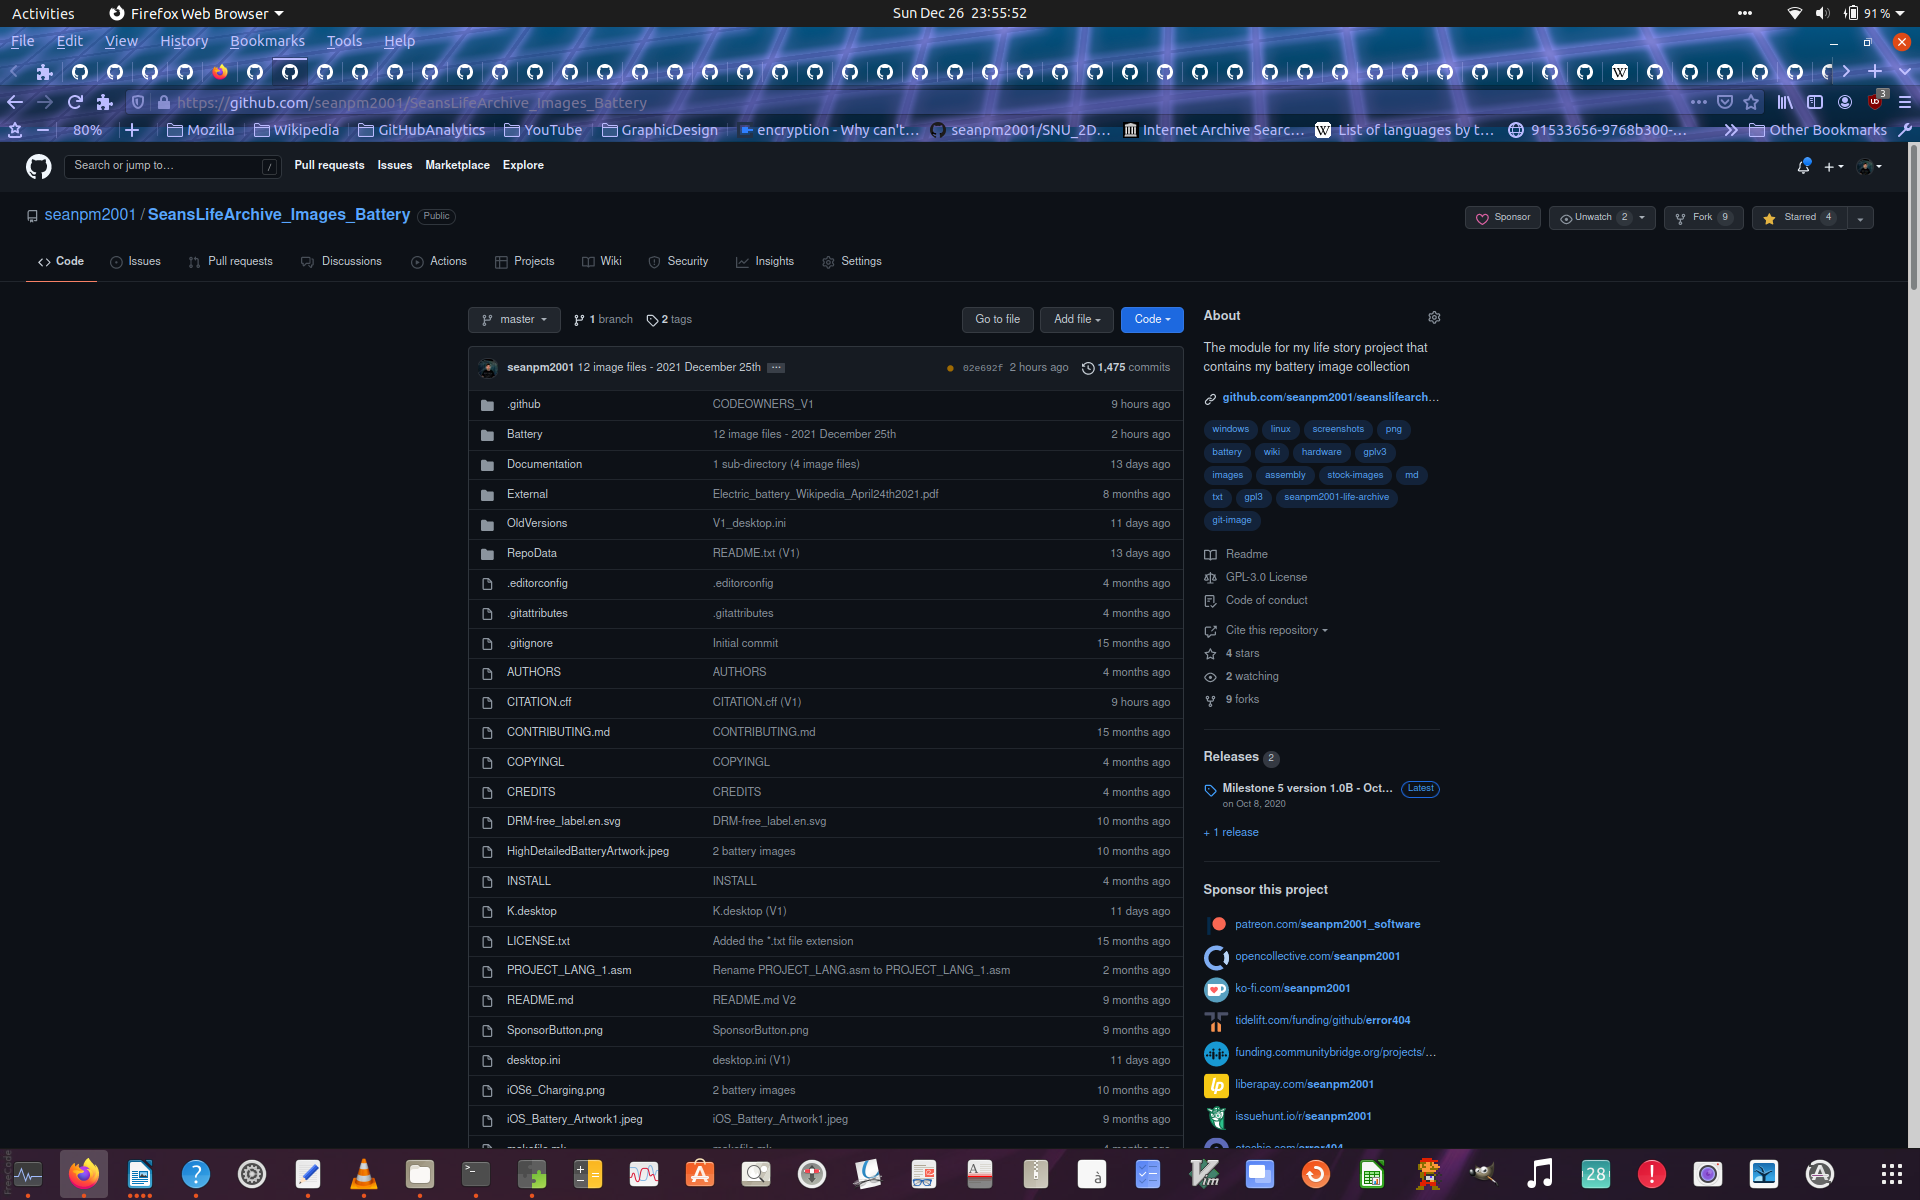 Activities Firefox Web Browser Sun Dec 26 23:55:52 91 %
File Edit View History Bookmarks Tools Help
https://github.com/seanpm2001/SeansLifeArchive_Images_Battery 3
80% Mozilla Wikipedia GitHubAnalytics YouTube GraphicDesign encryption - Why can't... seanpm2001/SNU_2D... Internet Archive Searc... List of languages by t... 91533656-9768b300-... Other Bookmarks
Search or jump to... / Pull requests Issues Marketplace Explore
seanpm2001 / SeansLifeArchive_Images_Battery Public Sponsor Unwatch 2 Fork 9 Starred 4
Code Issues Pull requests Discussions Actions Projects Wiki Security Insights Settings
master 1 branch 2 tags Go to file Add file Code
seanpm2001 12 image files - 2021 December 25th ... 02e692f 2 hours ago 1,475 commits
.github CODEOWNERS_V1 9 hours ago
Battery 12 image files - 2021 December 25th 2 hours ago
Documentation 1 sub-directory (4 image files) 13 days ago
External Electric_battery_Wikipedia_April24th2021.pdf 8 months ago
OldVersions V1_desktop.ini 11 days ago
RepoData README.txt (V1) 13 days ago
.editorconfig .editorconfig 4 months ago
.gitattributes .gitattributes 4 months ago
.gitignore Initial commit 15 months ago
AUTHORS AUTHORS 4 months ago
CITATION.cff CITATION.cff (V1) 9 hours ago
CONTRIBUTING.md CONTRIBUTING.md 15 months ago
COPYINGL COPYINGL 4 months ago
CREDITS CREDITS 4 months ago
DRM-free_label.en.svg DRM-free_label.en.svg 10 months ago
HighDetailedBatteryArtwork.jpeg 2 battery images 10 months ago
INSTALL INSTALL 4 months ago
K.desktop K.desktop (V1) 11 days ago
LICENSE.txt Added the *.txt file extension 15 months ago
PROJECT_LANG_1.asm Rename PROJECT_LANG.asm to PROJECT_LANG_1.asm 2 months ago
README.md README.md V2 9 months ago
SponsorButton.png SponsorButton.png 9 months ago
desktop.ini desktop.ini (V1) 11 days ago
iOS6_Charging.png 2 battery images 10 months ago
iOS_Battery_Artwork1.jpeg iOS_Battery_Artwork1.jpeg 9 months ago
About
The module for my life story project that
contains my battery image collection
github.com/seanpm2001/seanslifearch...
windows linux screenshots png
battery wiki hardware gplv3
images assembly stock-images md
txt gpl3 seanpm2001-life-archive
git-image
Readme
GPL-3.0 License
Code of conduct
Cite this repository
4 stars
2 watching
9 forks
Releases 2
Milestone 5 version 1.0B - Oct... Latest
on Oct 8, 2020
+ 1 release
Sponsor this project
patreon.com/seanpm2001_software
opencollective.com/seanpm2001
ko-fi.com/seanpm2001
tidelift.com/funding/github/error404
funding.communitybridge.org/projects/...
liberapay.com/seanpm2001
issuehunt.io/r/seanpm2001
28